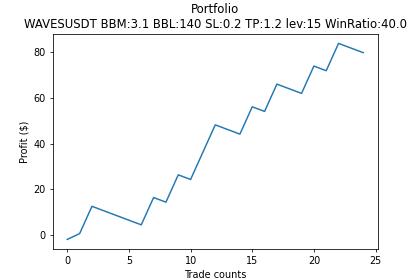 Portfolio
WAVESUSDT BBM:3.1 BBL:140 SL:0.2 TP:1.2 lev:15 WinRatio:40.0
80
60
40
20
0
Profit ($)
0 5 10 15 20 25
Trade counts